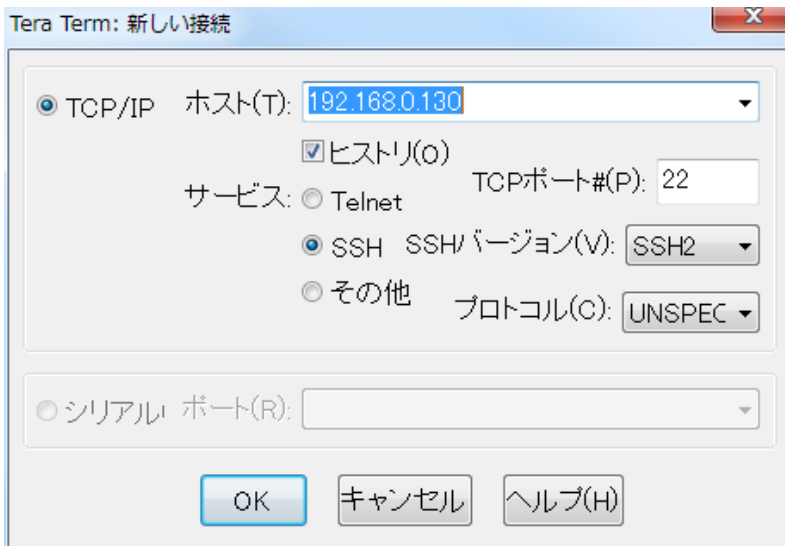 Tera Term: 新しい接続
TCP/IP ホスト(T): 192.168.0.130
ヒストリ(O)
サービス: Telnet TCPポート#(P): 22
SSH SSHバージョン(V): SSH2
その他 プロトコル(C): UNSPEC
シリアル ポート(R):
OK キャンセル ヘルプ(H)